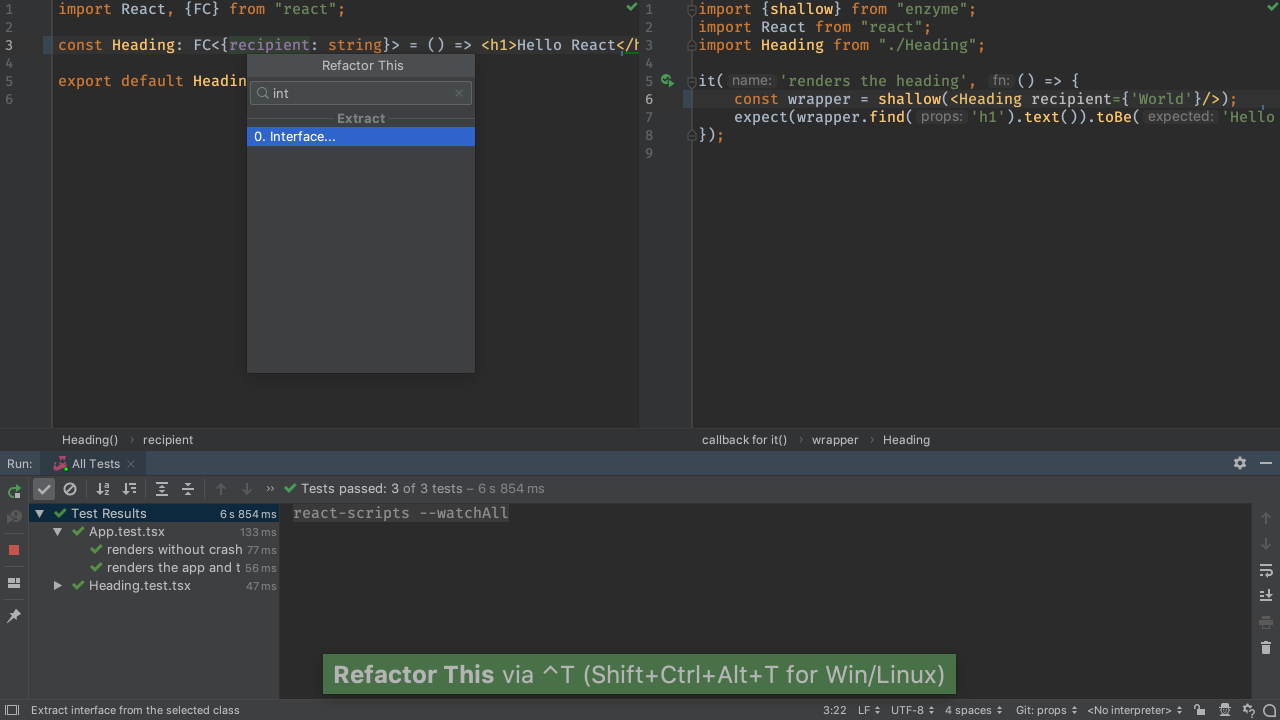 1 import React, {FC} from "react";
2
3 const Heading: FC<{recipient: string}> = () => <h1>Hello React</h
4
5 export default Headin
6
Refactor This
int
Extract
0. Interface...
1 import {shallow} from "enzyme";
2 import React from "react";
3 import Heading from "./Heading";
4
5 it( name: 'renders the heading', fn: () => {
6 const wrapper = shallow(<Heading recipient={'World'}/>);
7 expect(wrapper.find( props: 'h1').text()).toBe( expected: 'Hello
8 });
9
Heading() › recipient
callback for it() › wrapper › Heading
Run: All Tests
Tests passed: 3 of 3 tests – 6 s 854 ms
Test Results 6 s 854 ms
App.test.tsx 133 ms
renders without crash 77 ms
renders the app and t 56 ms
Heading.test.tsx 47 ms
react-scripts --watchAll
Refactor This via ^T (Shift+Ctrl+Alt+T for Win/Linux)
Extract interface from the selected class 3:22 LF UTF-8 4 spaces Git: props <No interpreter>